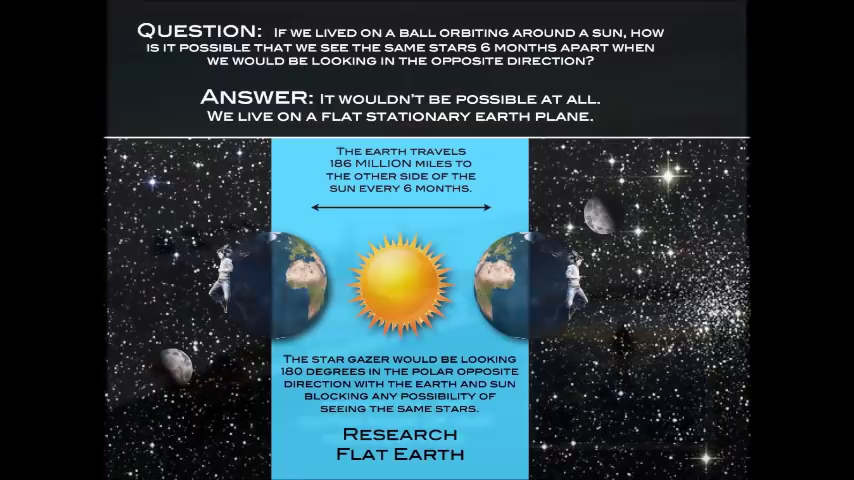 QUESTION: IF WE LIVED ON A BALL ORBITING AROUND A SUN, HOW
IS IT POSSIBLE THAT WE SEE THE SAME STARS 6 MONTHS APART WHEN
WE WOULD BE LOOKING IN THE OPPOSITE DIRECTION?
ANSWER: IT WOULDN'T BE POSSIBLE AT ALL.
WE LIVE ON A FLAT STATIONARY EARTH PLANE.
THE EARTH TRAVELS
186 MILLION MILES TO
THE OTHER SIDE OF THE
SUN EVERY 6 MONTHS.
THE STAR GAZER WOULD BE LOOKING
180 DEGREES IN THE POLAR OPPOSITE
DIRECTION WITH THE EARTH AND SUN
BLOCKING ANY POSSIBILITY OF
SEEING THE SAME STARS.
RESEARCH
FLAT EARTH